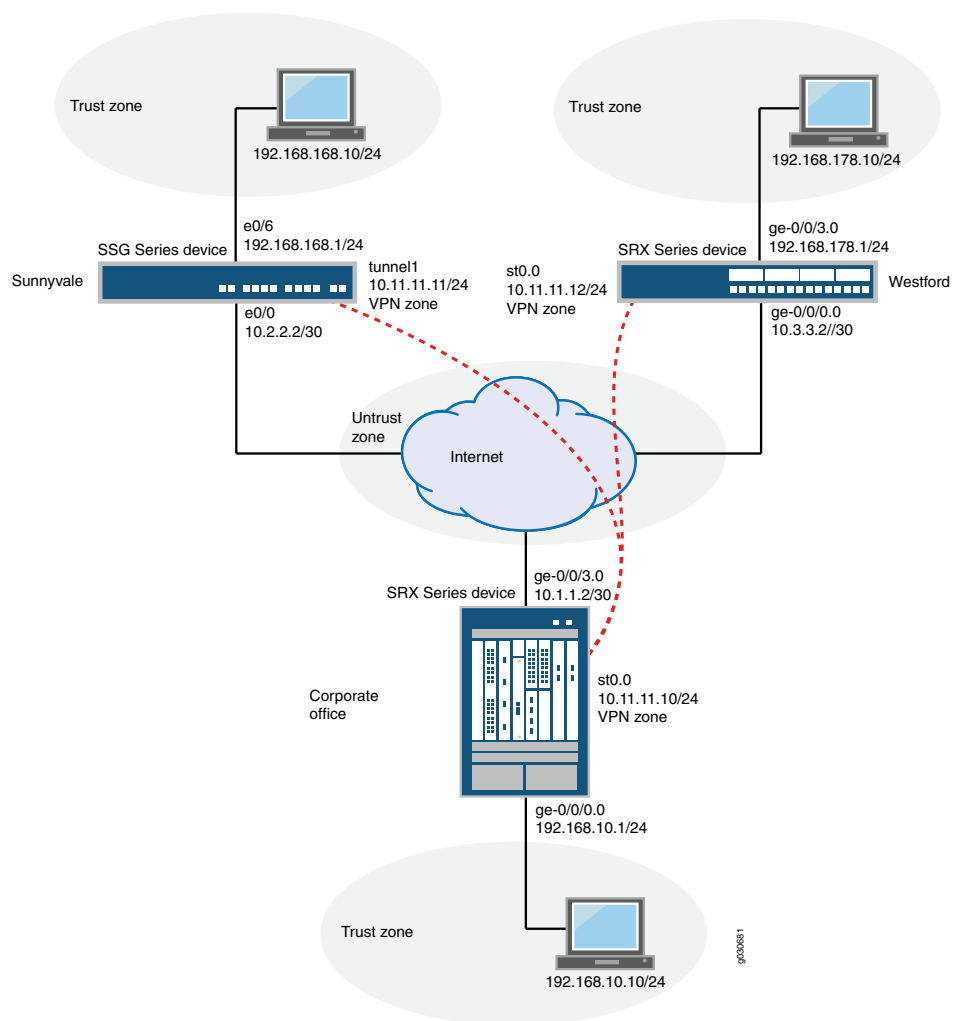 Trust zone
192.168.168.10/24
Trust zone
192.168.178.10/24
e0/6
192.168.168.1/24
SSG Series device
Sunnyvale
tunnel1
10.11.11.11/24
VPN zone
e0/0
10.2.2.2/30
ge-0/0/3.0
192.168.178.1/24
SRX Series device
st0.0
10.11.11.12/24
VPN zone
Westford
ge-0/0/0.0
10.3.3.2//30
Untrust
zone
Internet
ge-0/0/3.0
10.1.1.2/30
SRX Series device
Corporate
office
st0.0
10.11.11.10/24
VPN zone
ge-0/0/0.0
192.168.10.1/24
Trust zone
192.168.10.10/24
g030681